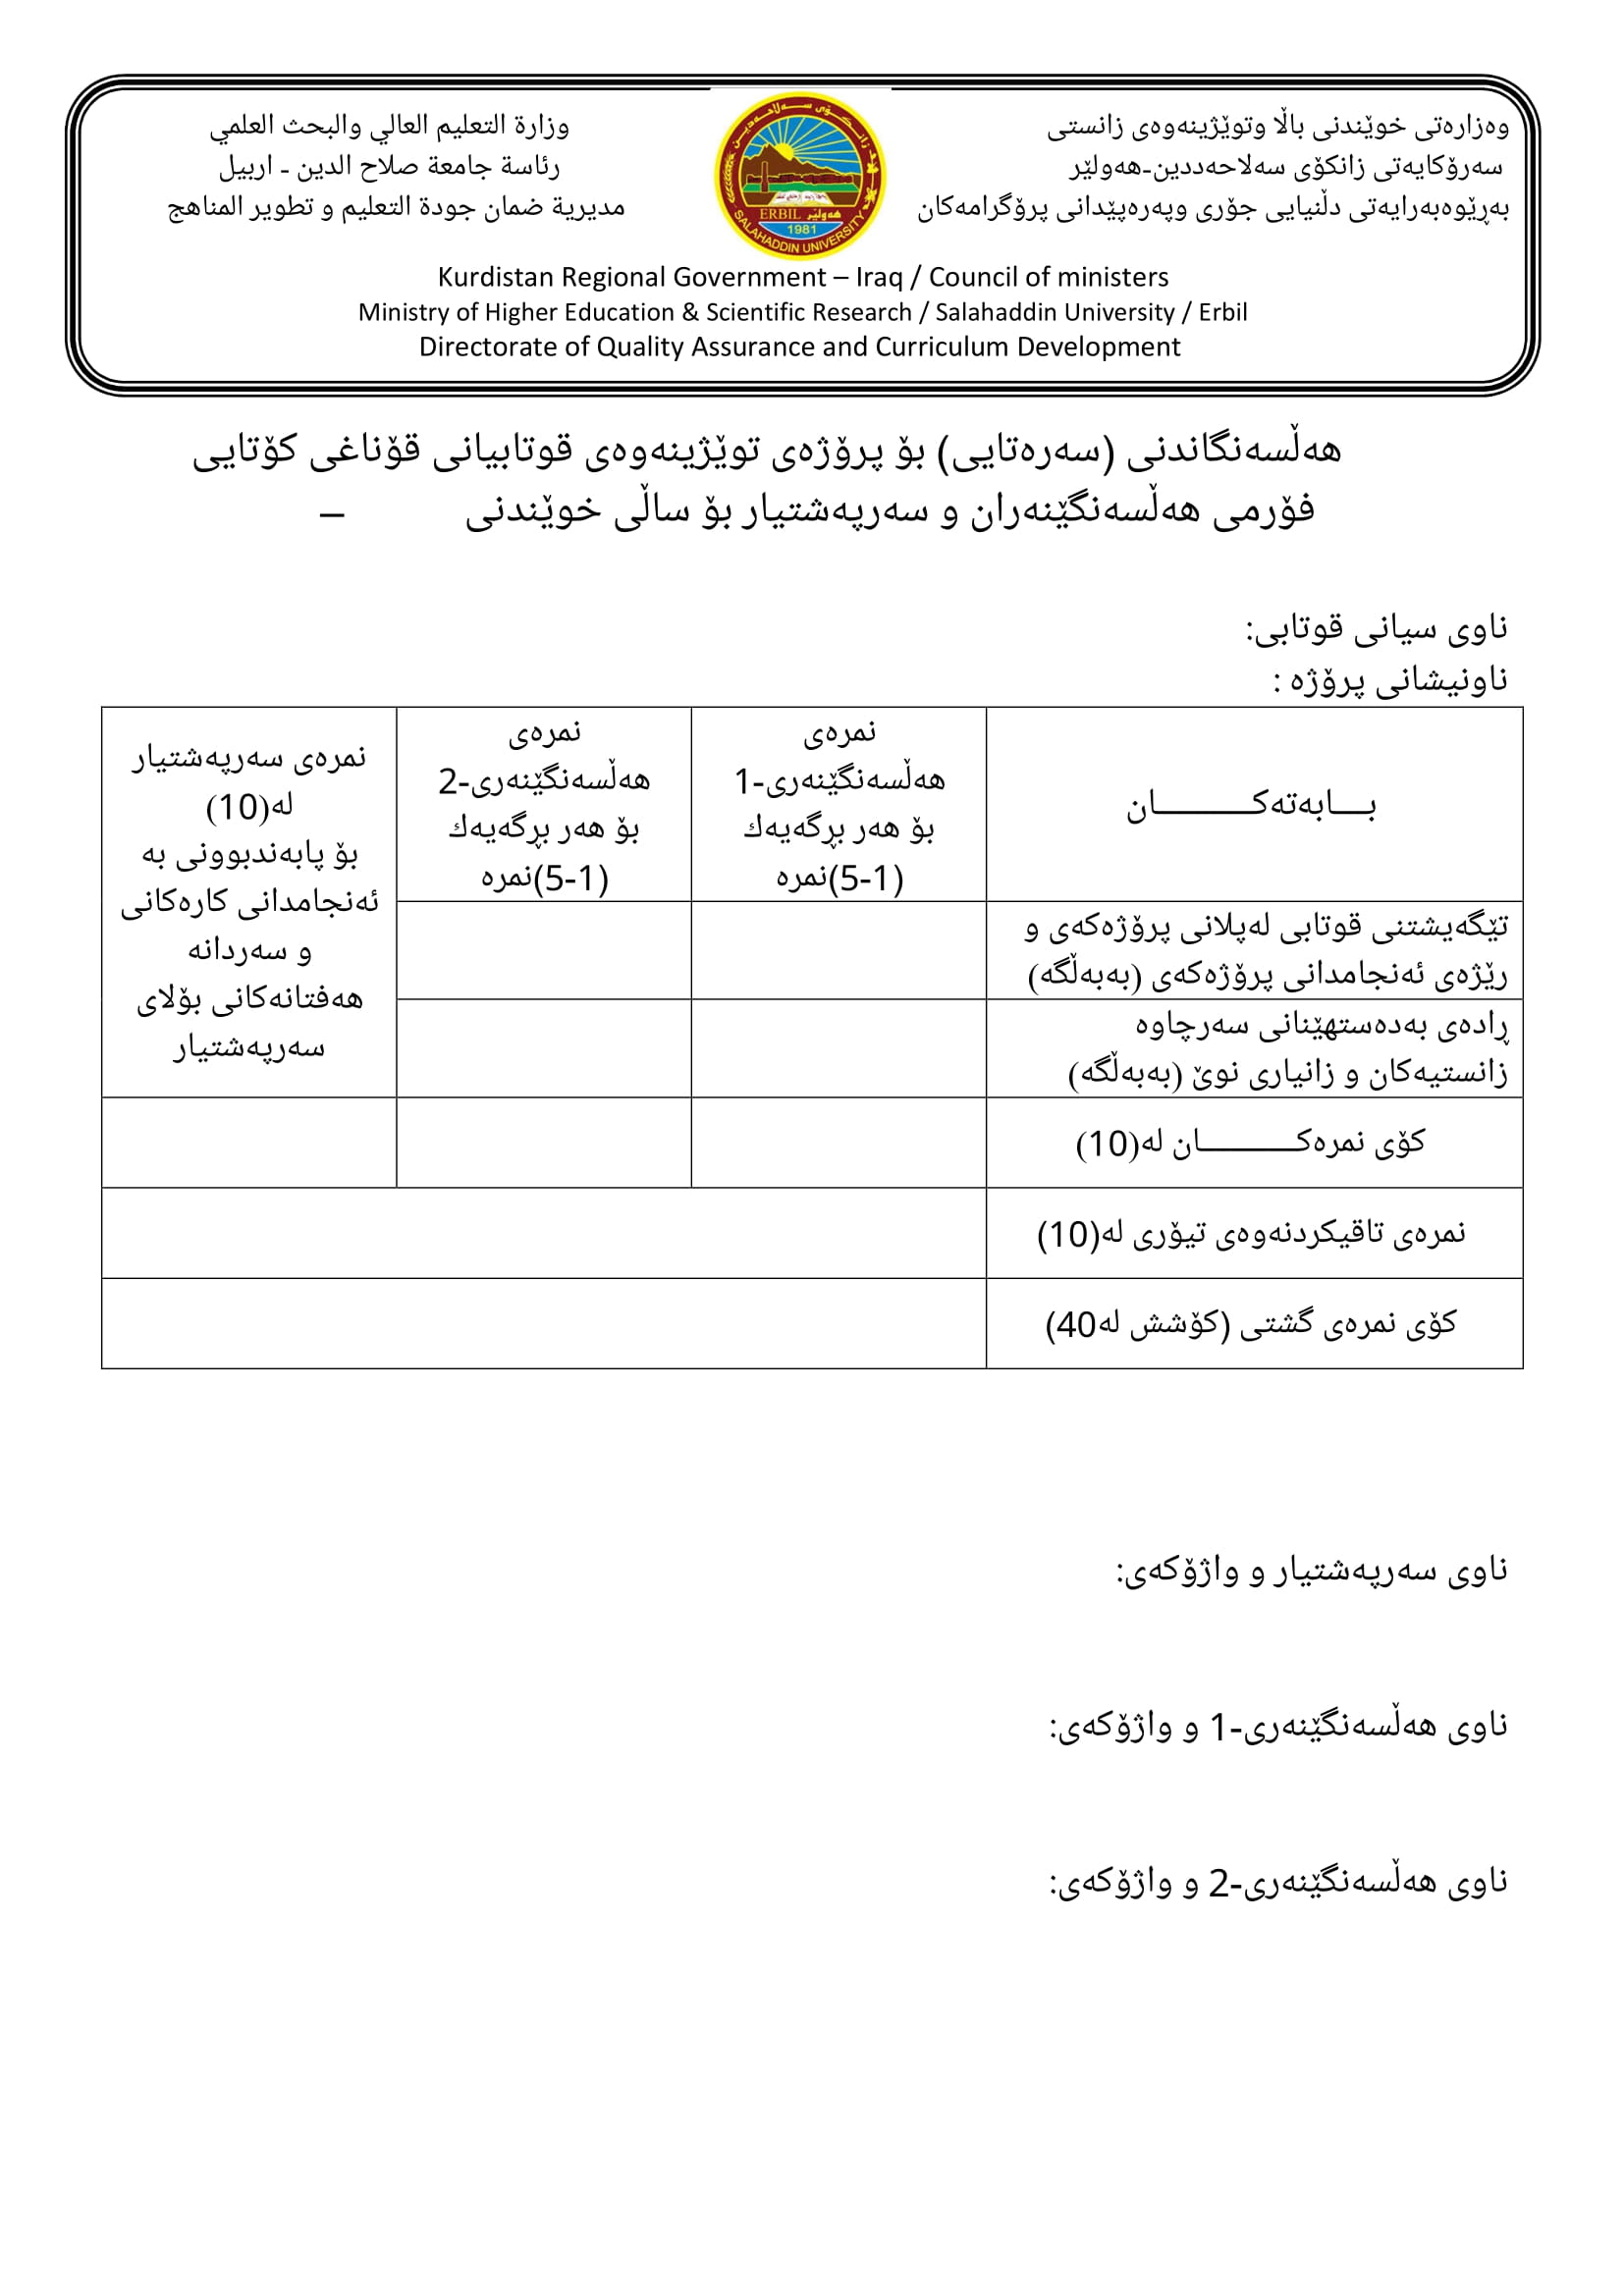 وەزارەتی خوێندنی باڵا وتوێژینەوەی زانستی
سەرۆکایەتی زانکۆی سەلاحەددین-هەولێر
بەڕێوەبەرایەتی دڵنیایی جۆری وپەرەپێدانی پرۆگرامەکان
وزارة التعليم العالي والبحث العلمي
رئاسة جامعة صلاح الدين - اربيل
مديرية ضمان جودة التعليم و تطوير المناهج
زانکۆی سەلاحەدین
ERBIL هەولێر
1981
SALAHADDIN UNIVERSITY
Kurdistan Regional Government – Iraq / Council of ministers
Ministry of Higher Education & Scientific Research / Salahaddin University / Erbil
Directorate of Quality Assurance and Curriculum Development
هەڵسەنگاندنی (سەرەتایی) بۆ پرۆژەی توێژینەوەی قوتابیانی قۆناغی کۆتایی
فۆرمی هەڵسەنگێنەران و سەرپەشتیار بۆ ساڵی خوێندنی –
ناوی سیانی قوتابی:
ناونیشانی پرۆژە :
بـــابەتەکـــــــــان
نمرەی
هەڵسەنگێنەری-1
بۆ هەر بڕگەیەك
(1-5)نمرە
نمرەی
هەڵسەنگێنەری-2
بۆ هەر بڕگەیەك
(1-5)نمرە
نمرەی سەرپەشتیار
لە(10)
بۆ پابەندبوونی بە
ئەنجامدانی کارەکانی
و سەردانە
هەفتانەکانی بۆلای
سەرپەشتیار
تێگەیشتنی قوتابی لەپلانی پرۆژەکەی و
رێژەی ئەنجامدانی پرۆژەکەی (بەبەڵگە)
ڕادەی بەدەستهێنانی سەرچاوە
زانستیەکان و زانیاری نوێ (بەبەڵگە)
کۆی نمرەکـــــــــان لە(10)
نمرەی تاقیکردنەوەی تیۆری لە(10)
کۆی نمرەی گشتی (کۆشش لە40)
ناوی سەرپەشتیار و واژۆکەی:
ناوی هەڵسەنگێنەری-1 و واژۆکەی:
ناوی هەڵسەنگێنەری-2 و واژۆکەی: